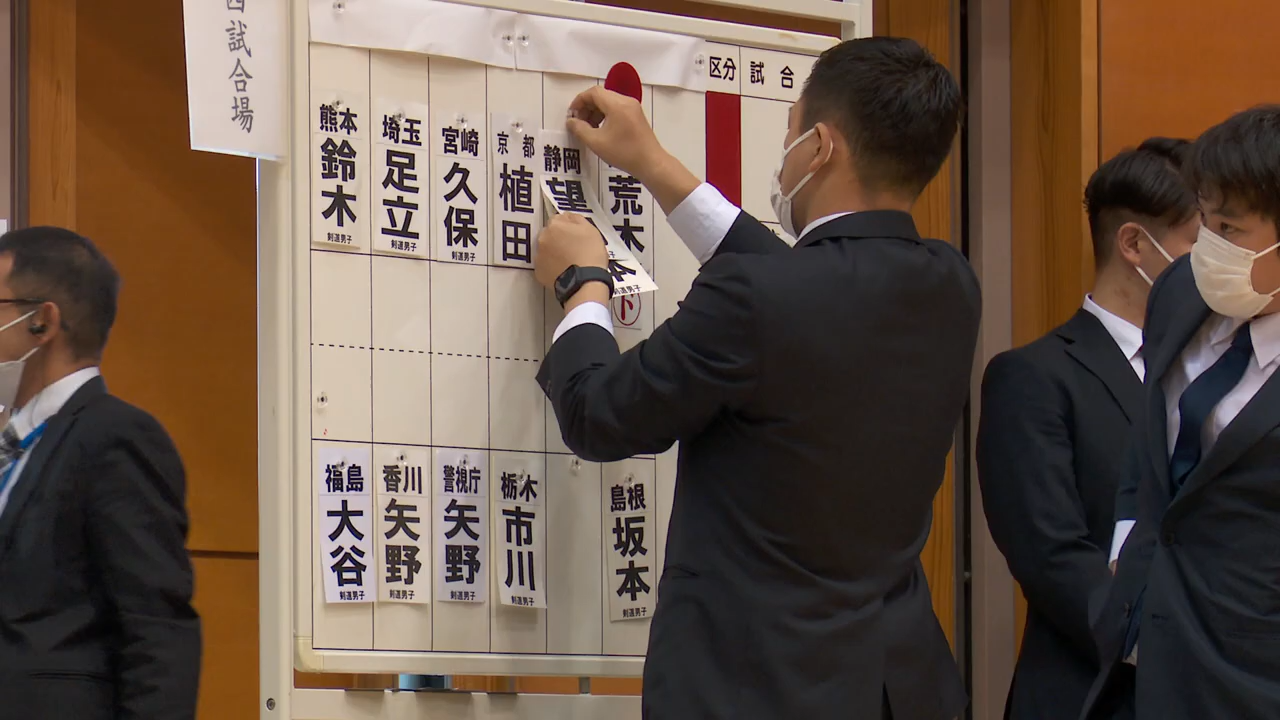 西試合場
区分 試合
熊本
鈴木
剣道男子
埼玉
足立
剣道男子
宮崎
久保
剣道男子
京都
植田
剣道男子
静岡
望
荒木
本
剣道男子
ド
福島
大谷
剣道男子
香川
矢野
剣道男子
警視庁
矢野
剣道男子
栃木
市川
剣道男子
島根
坂本
剣道男子